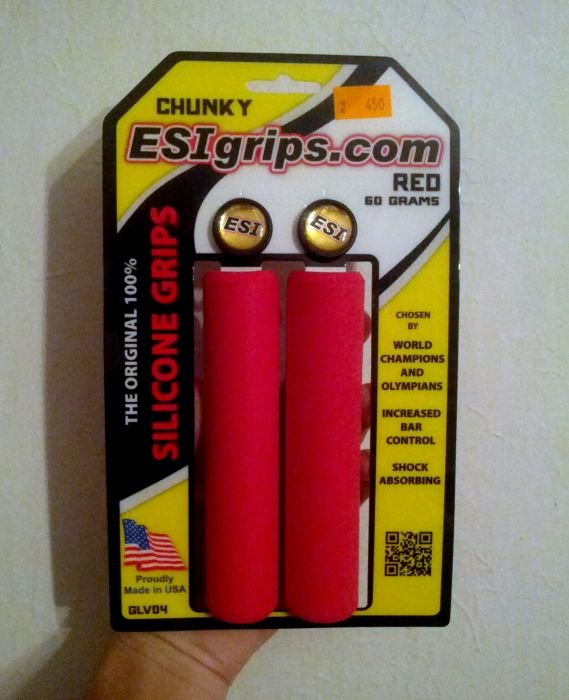 CHUNKY
Kč 450
ESIgrips.com
RED
60 GRAMS
ESI
ESI
THE ORIGINAL 100%
SILICONE GRIPS
CHOSEN
BY
WORLD
CHAMPIONS
AND
OLYMPIANS
INCREASED
BAR
CONTROL
SHOCK
ABSORBING
Proudly
Made in USA
GLV04